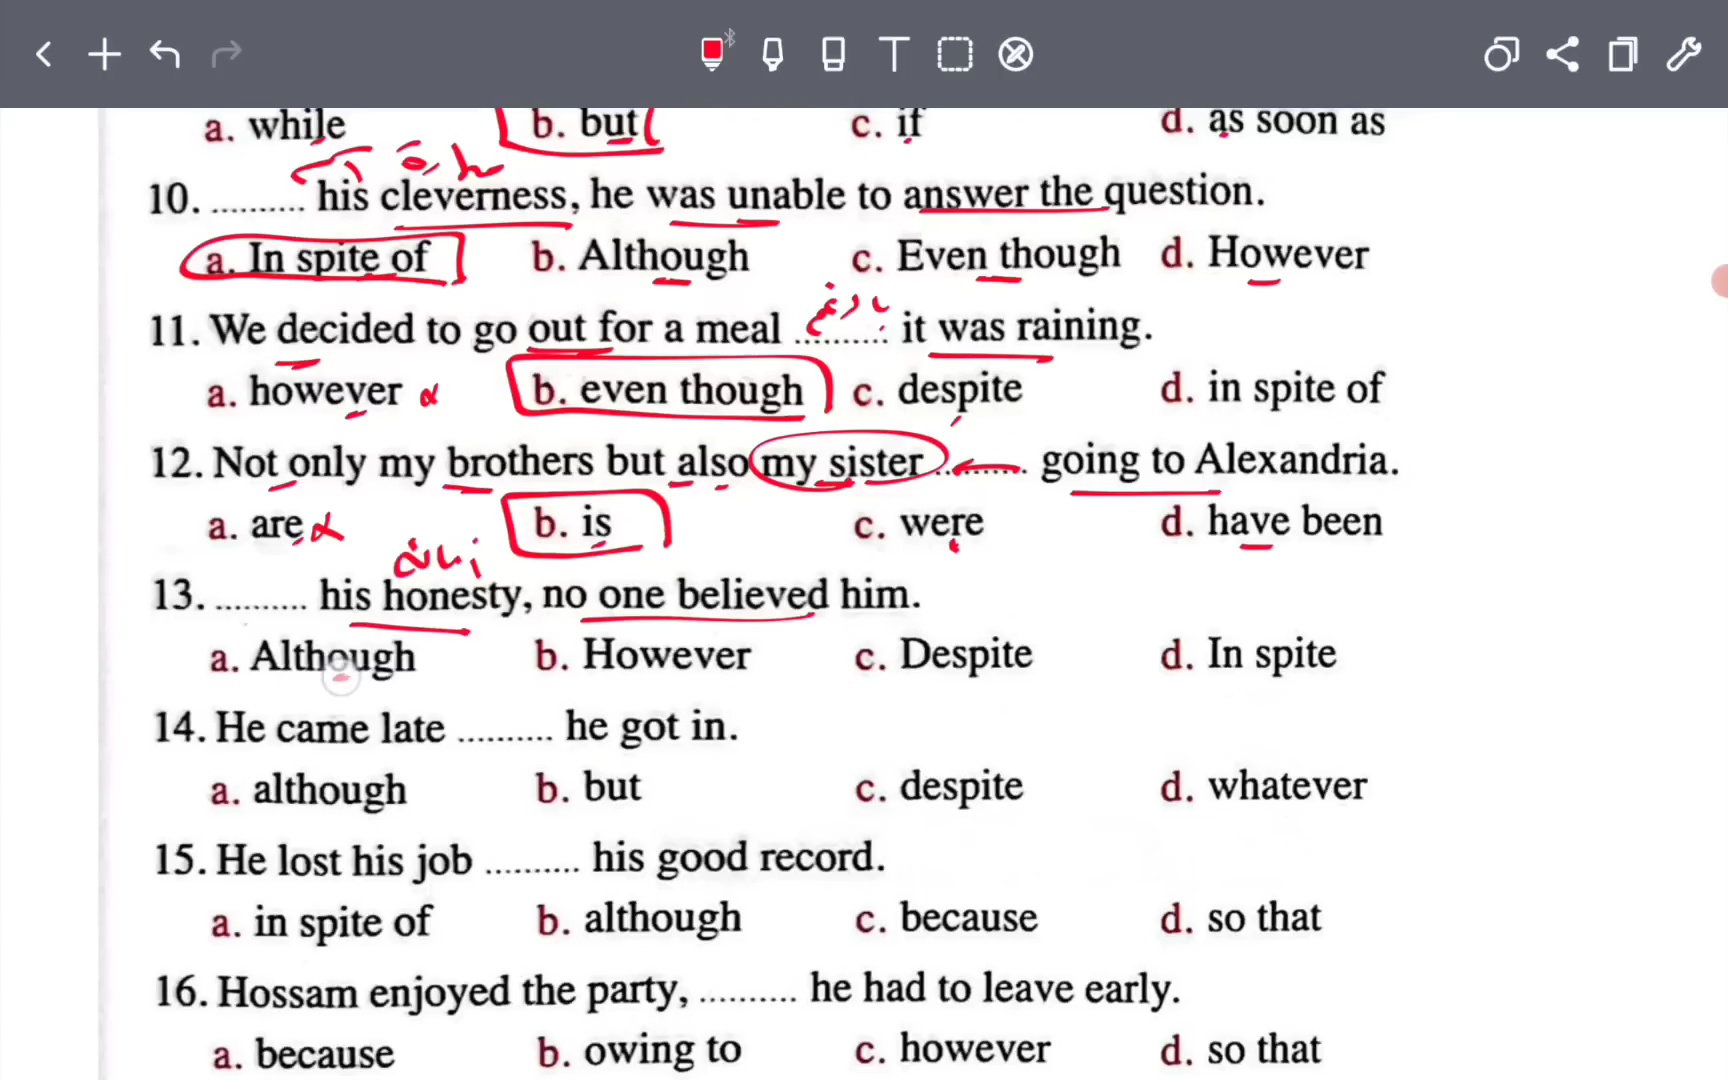 a. while b. but c. if d. as soon as
10. .......... his cleverness, he was unable to answer the question.
a. In spite of b. Although c. Even though d. However
11. We decided to go out for a meal .......... it was raining.
a. however b. even though c. despite d. in spite of
12. Not only my brothers but also my sister .......... going to Alexandria.
a. are b. is c. were d. have been
13. .......... his honesty, no one believed him.
a. Although b. However c. Despite d. In spite
14. He came late .......... he got in.
a. although b. but c. despite d. whatever
15. He lost his job .......... his good record.
a. in spite of b. although c. because d. so that
16. Hossam enjoyed the party, .......... he had to leave early.
a. because b. owing to c. however d. so that